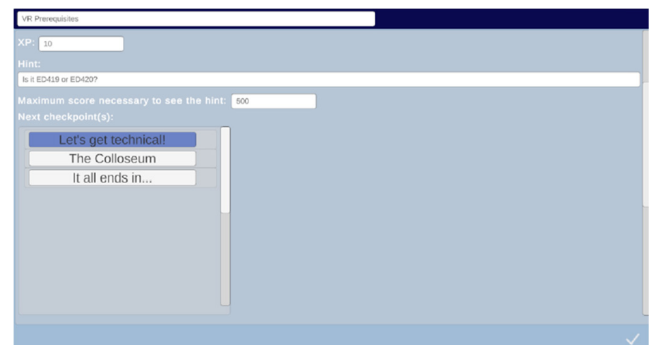 VR Prerequisites
XP: 10
Hint:
Is it ED419 or ED420?
Maximum score necessary to see the hint: 500
Next checkpoint(s):
Let's get technical!
The Colloseum
It all ends in...